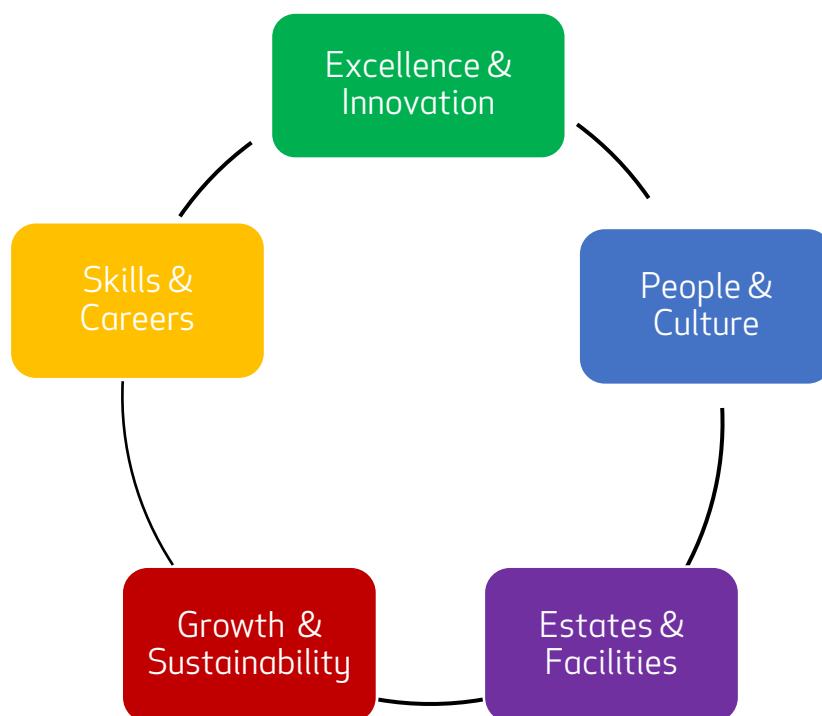 Excellence &
Innovation
Skills &
Careers
People &
Culture
Growth &
Sustainability
Estates &
Facilities